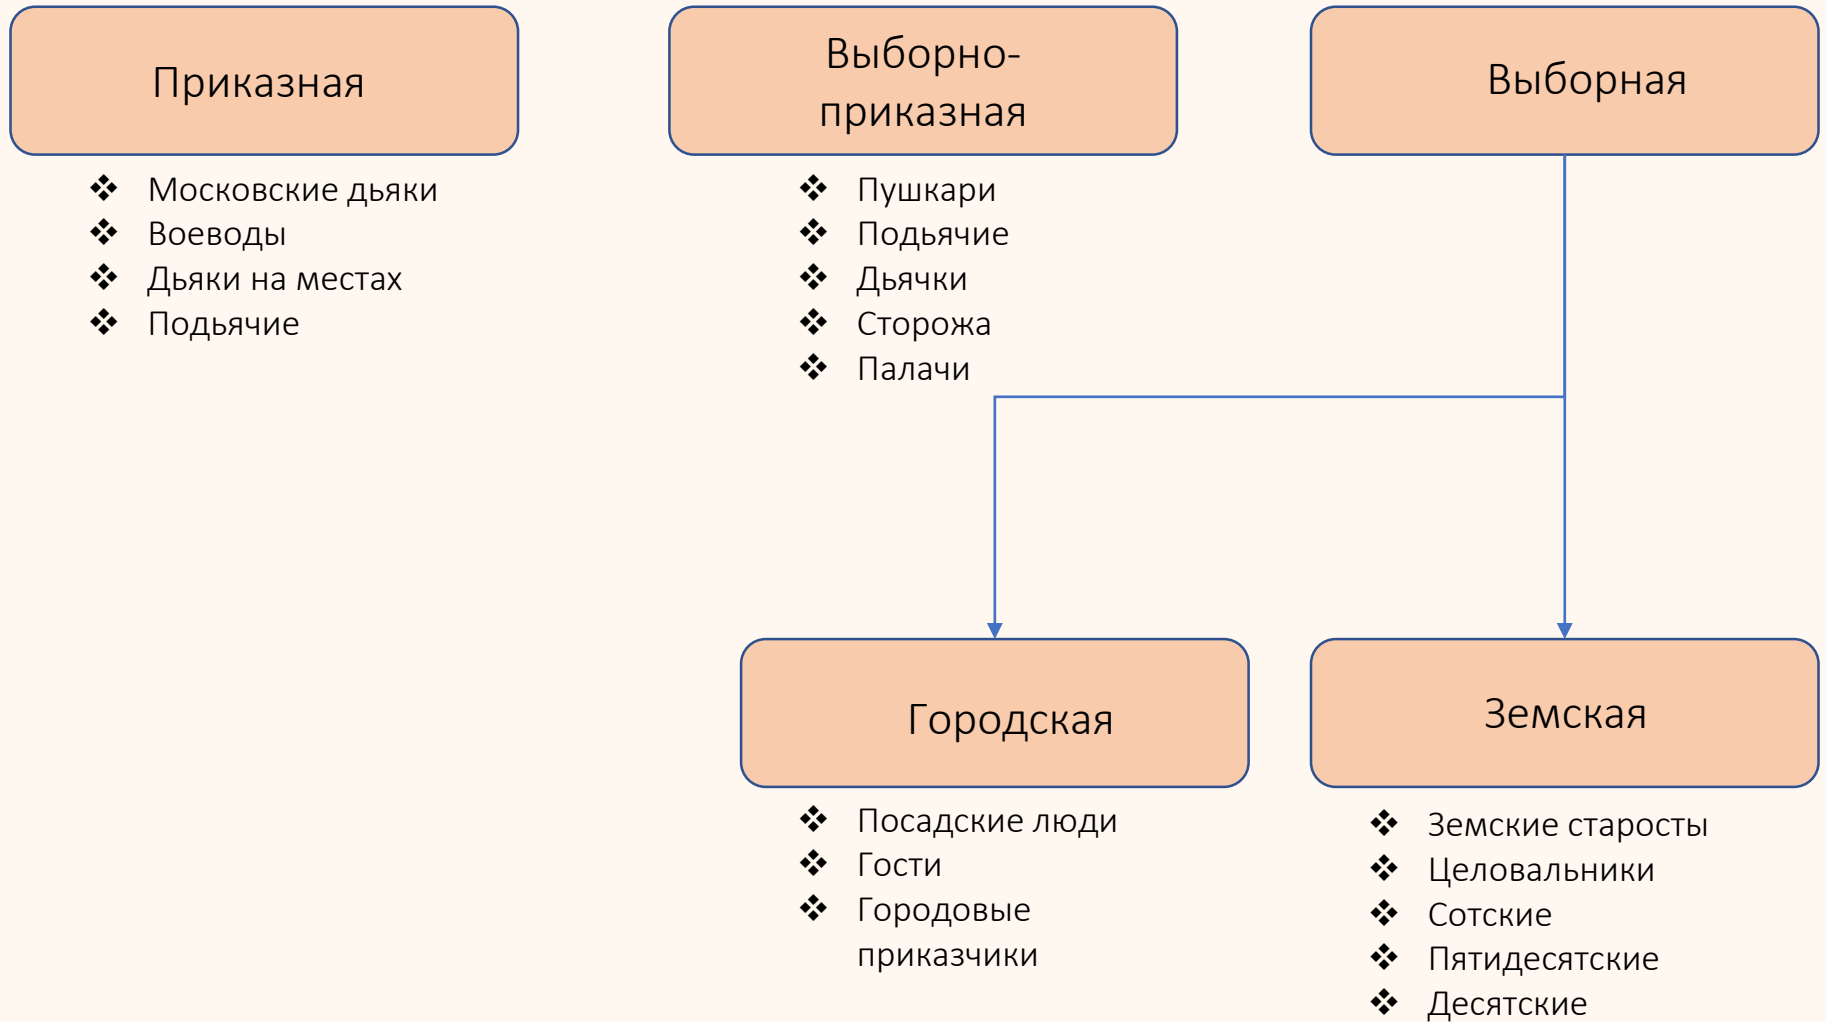 Приказная
❖ Московские дьяки
❖ Воеводы
❖ Дьяки на местах
❖ Подьячие
Выборно-
приказная
❖ Пушкари
❖ Подьячие
❖ Дьячки
❖ Сторожа
❖ Палачи
Выборная
Городская
❖ Посадские люди
❖ Гости
❖ Городовые
приказчики
Земская
❖ Земские старосты
❖ Целовальники
❖ Сотские
❖ Пятидесятские
❖ Десятские